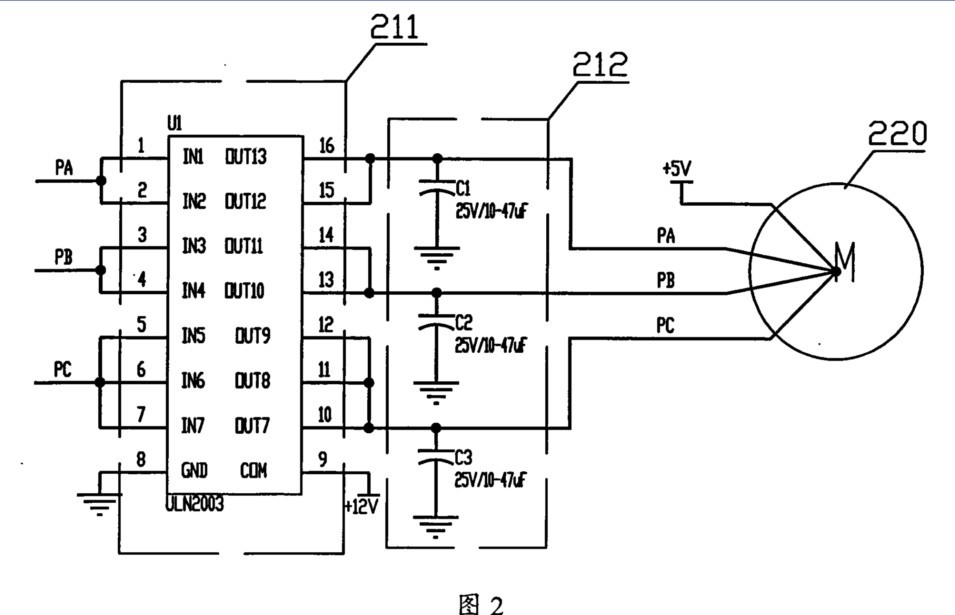 211
212
220
U1
1 IN1 OUT13 16
PA
2 IN2 OUT12 15
3 IN3 OUT11 14
PB
4 IN4 OUT10 13
5 IN5 OUT9 12
PC 6 IN6 OUT8 11
7 IN7 OUT7 10
8 GND COM 9
ULN2003
+12V
C1
25V/10-47uF
C2
25V/10-47uF
C3
25V/10-47uF
+5V
PA
PB
PC
M
图 2